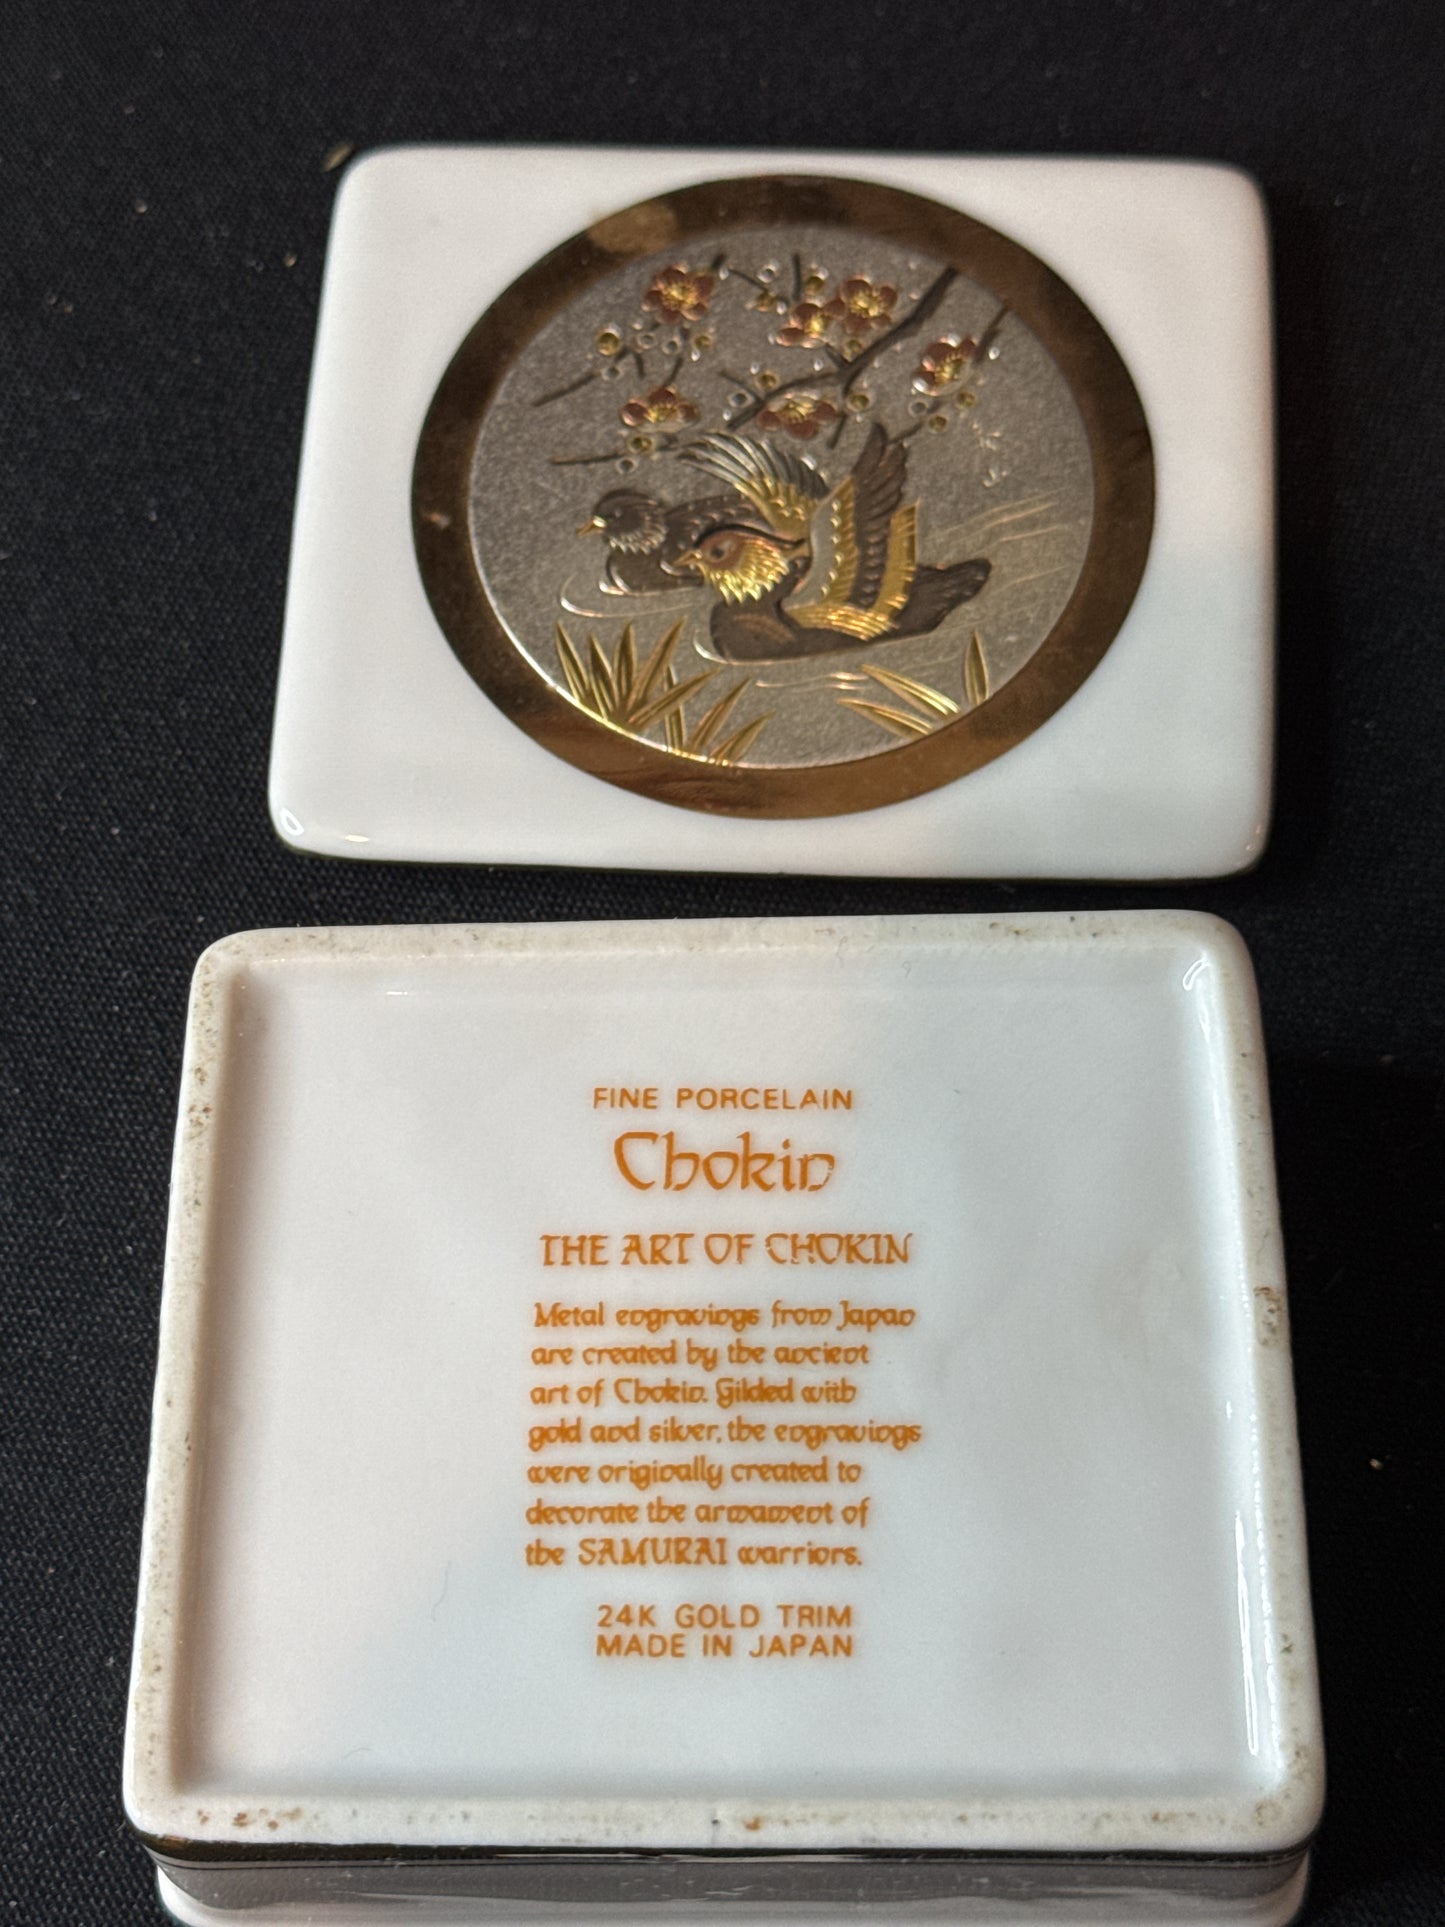 FINE PORCELAIN
Chokin
THE ART OF CHOKIN
Metal engravings from Japan
are created by the ancient
art of Chokin. Gilded with
gold and silver, the engravings
were originally created to
decorate the armament of
the SAMURAI warriors.
24K GOLD TRIM
MADE IN JAPAN